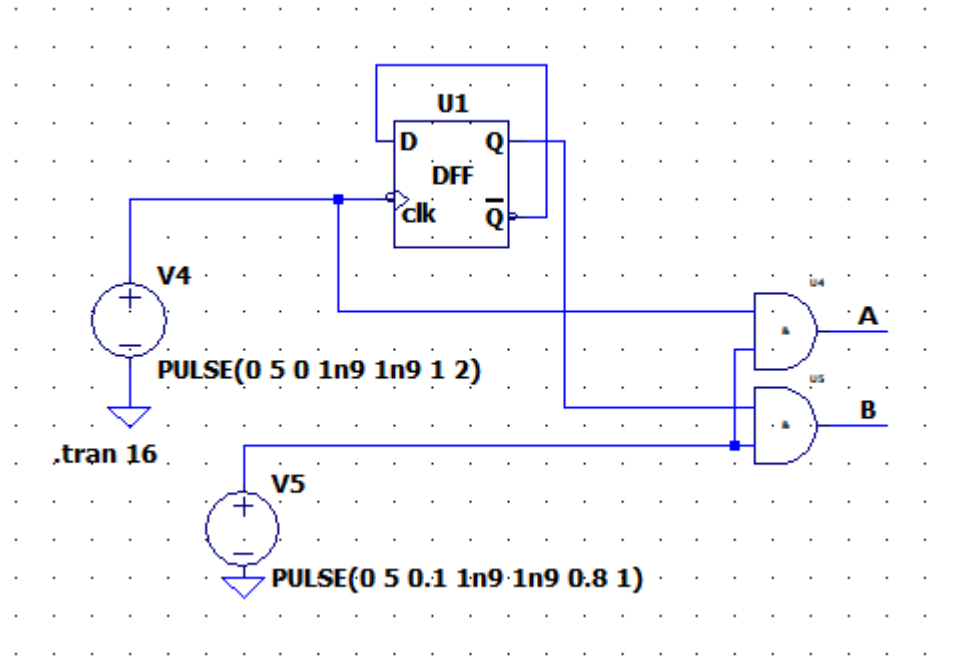 U1
D Q
DFF
clk Q
V4
U4
&
A
PULSE(0 5 0 1n9 1n9 1 2)
U5
&
B
.tran 16
V5
PULSE(0 5 0.1 1n9 1n9 0.8 1)